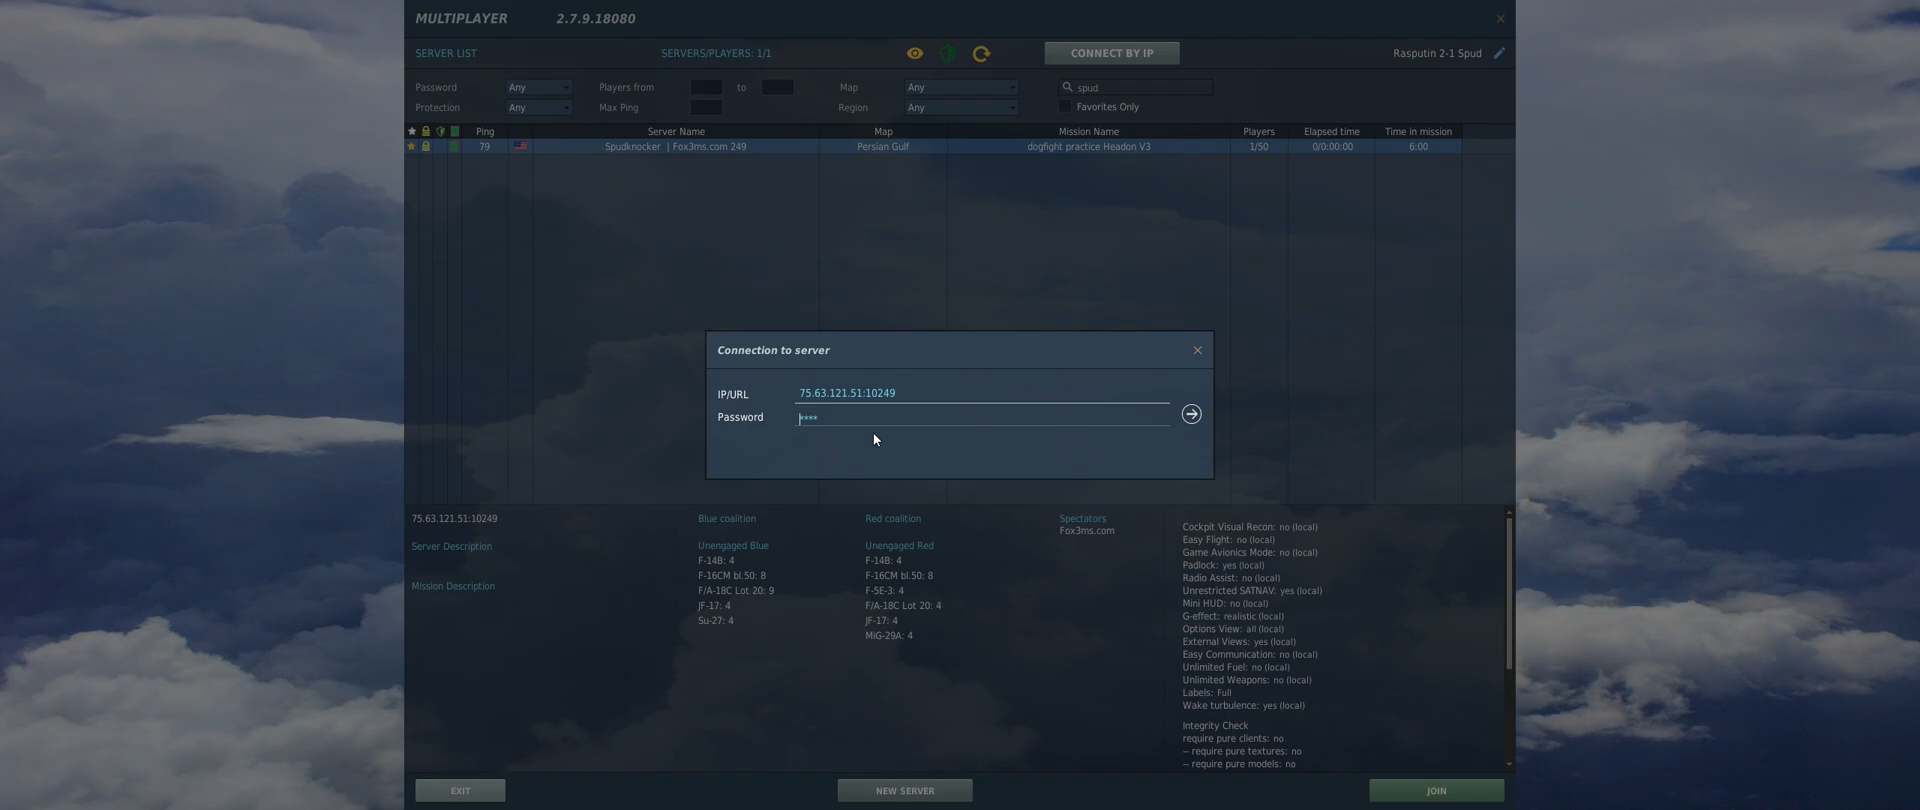 MULTIPLAYER 2.7.9.18080
SERVER LIST SERVERS/PLAYERS: 1/1 CONNECT BY IP Rasputin 2-1 Spud
Password Any Players from to Map Any spud
Protection Any Max Ping Region Any Favorites Only
Ping Server Name Map Mission Name Players Elapsed time Time in mission
79 Spudknocker | Fox3ms.com 249 Persian Gulf dogfight practice Headon V3 1/50 0/0:00:00 6:00
Connection to server
IP/URL 75.63.121.51:10249
Password ****
75.63.121.51:10249
Server Description
Mission Description
Blue coalition
Unengaged Blue
F-14B: 4
F-16CM bl.50: 8
F/A-18C Lot 20: 9
JF-17: 4
Su-27: 4
Red coalition
Unengaged Red
F-14B: 4
F-16CM bl.50: 8
F-5E-3: 4
F/A-18C Lot 20: 4
JF-17: 4
MiG-29A: 4
Spectators
Fox3ms.com
Cockpit Visual Recon: no (local)
Easy Flight: no (local)
Game Avionics Mode: no (local)
Padlock: yes (local)
Radio Assist: no (local)
Unrestricted SATNAV: yes (local)
Mini HUD: no (local)
G-effect: realistic (local)
Options View: all (local)
External Views: yes (local)
Easy Communication: no (local)
Unlimited Fuel: no (local)
Unlimited Weapons: no (local)
Labels: Full
Wake turbulence: yes (local)
Integrity Check
require pure clients: no
-- require pure textures: no
-- require pure models: no
EXIT NEW SERVER JOIN